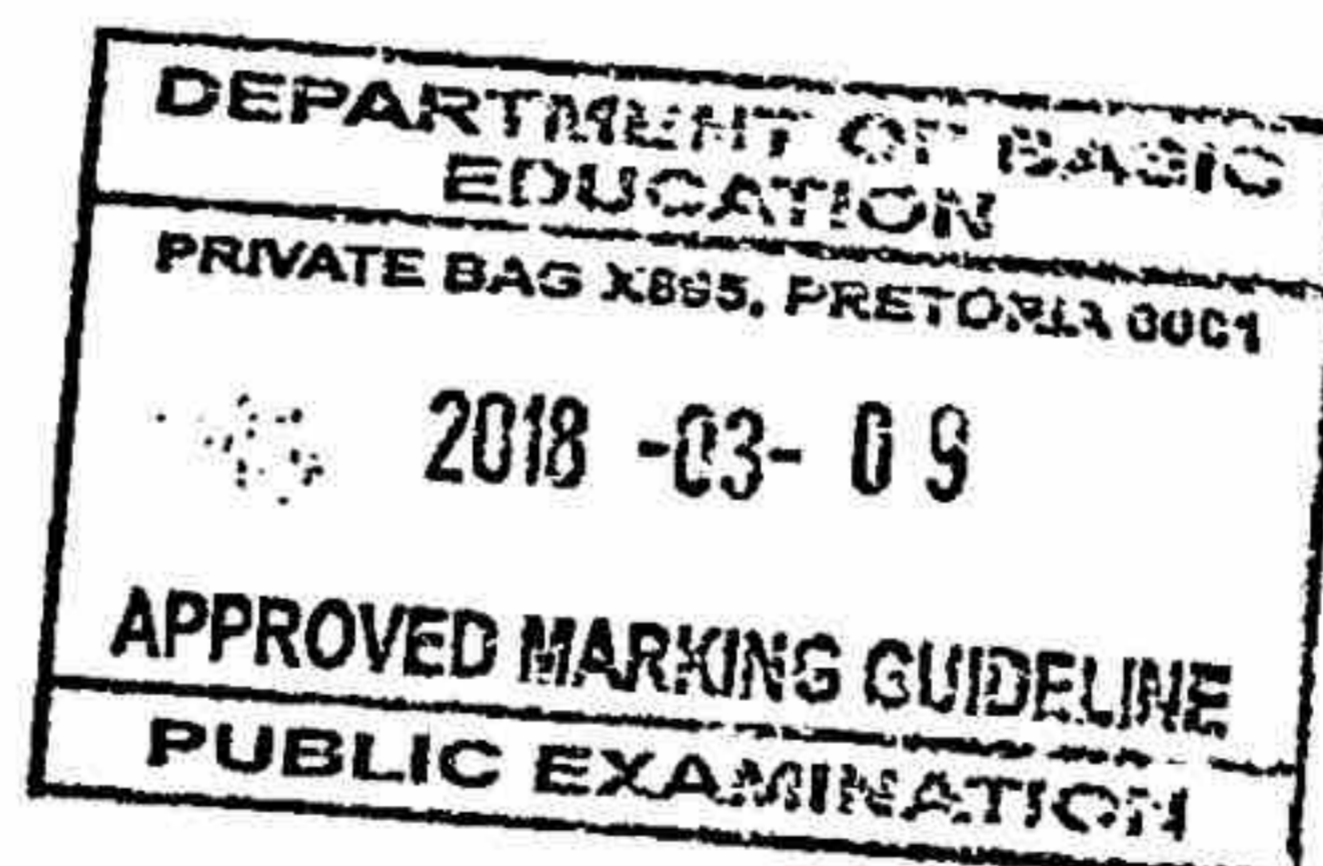 DEPARTMENT OF BASIC
EDUCATION
PRIVATE BAG X895, PRETORIA 0001
2018 -03- 09
APPROVED MARKING GUIDELINE
PUBLIC EXAMINATION